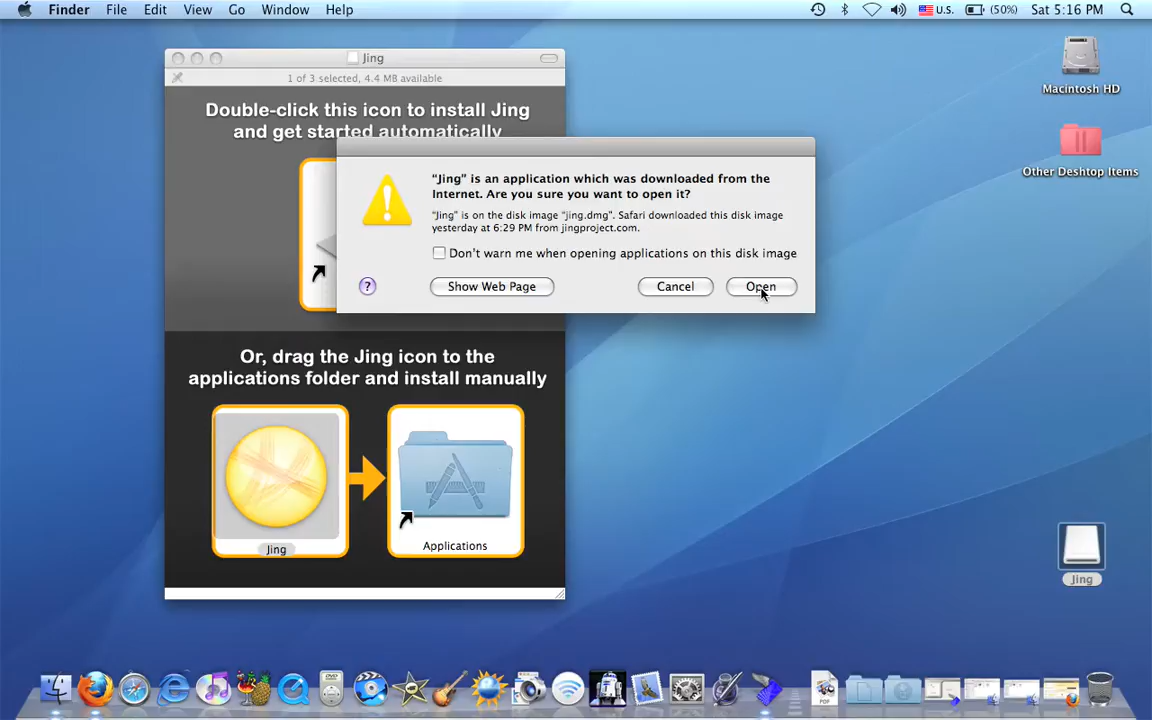 Finder File Edit View Go Window Help
U.S. (50%) Sat 5:16 PM
Jing
1 of 3 selected, 4.4 MB available
Double-click this icon to install Jing
and get started automatically
Macintosh HD
Other Desktop Items
“Jing” is an application which was downloaded from the
Internet. Are you sure you want to open it?
“Jing” is on the disk image “jing.dmg”. Safari downloaded this disk image
yesterday at 6:29 PM from jingproject.com.
Don't warn me when opening applications on this disk image
? Show Web Page Cancel Open
Or, drag the Jing icon to the
applications folder and install manually
Jing
Applications
Jing
PDF